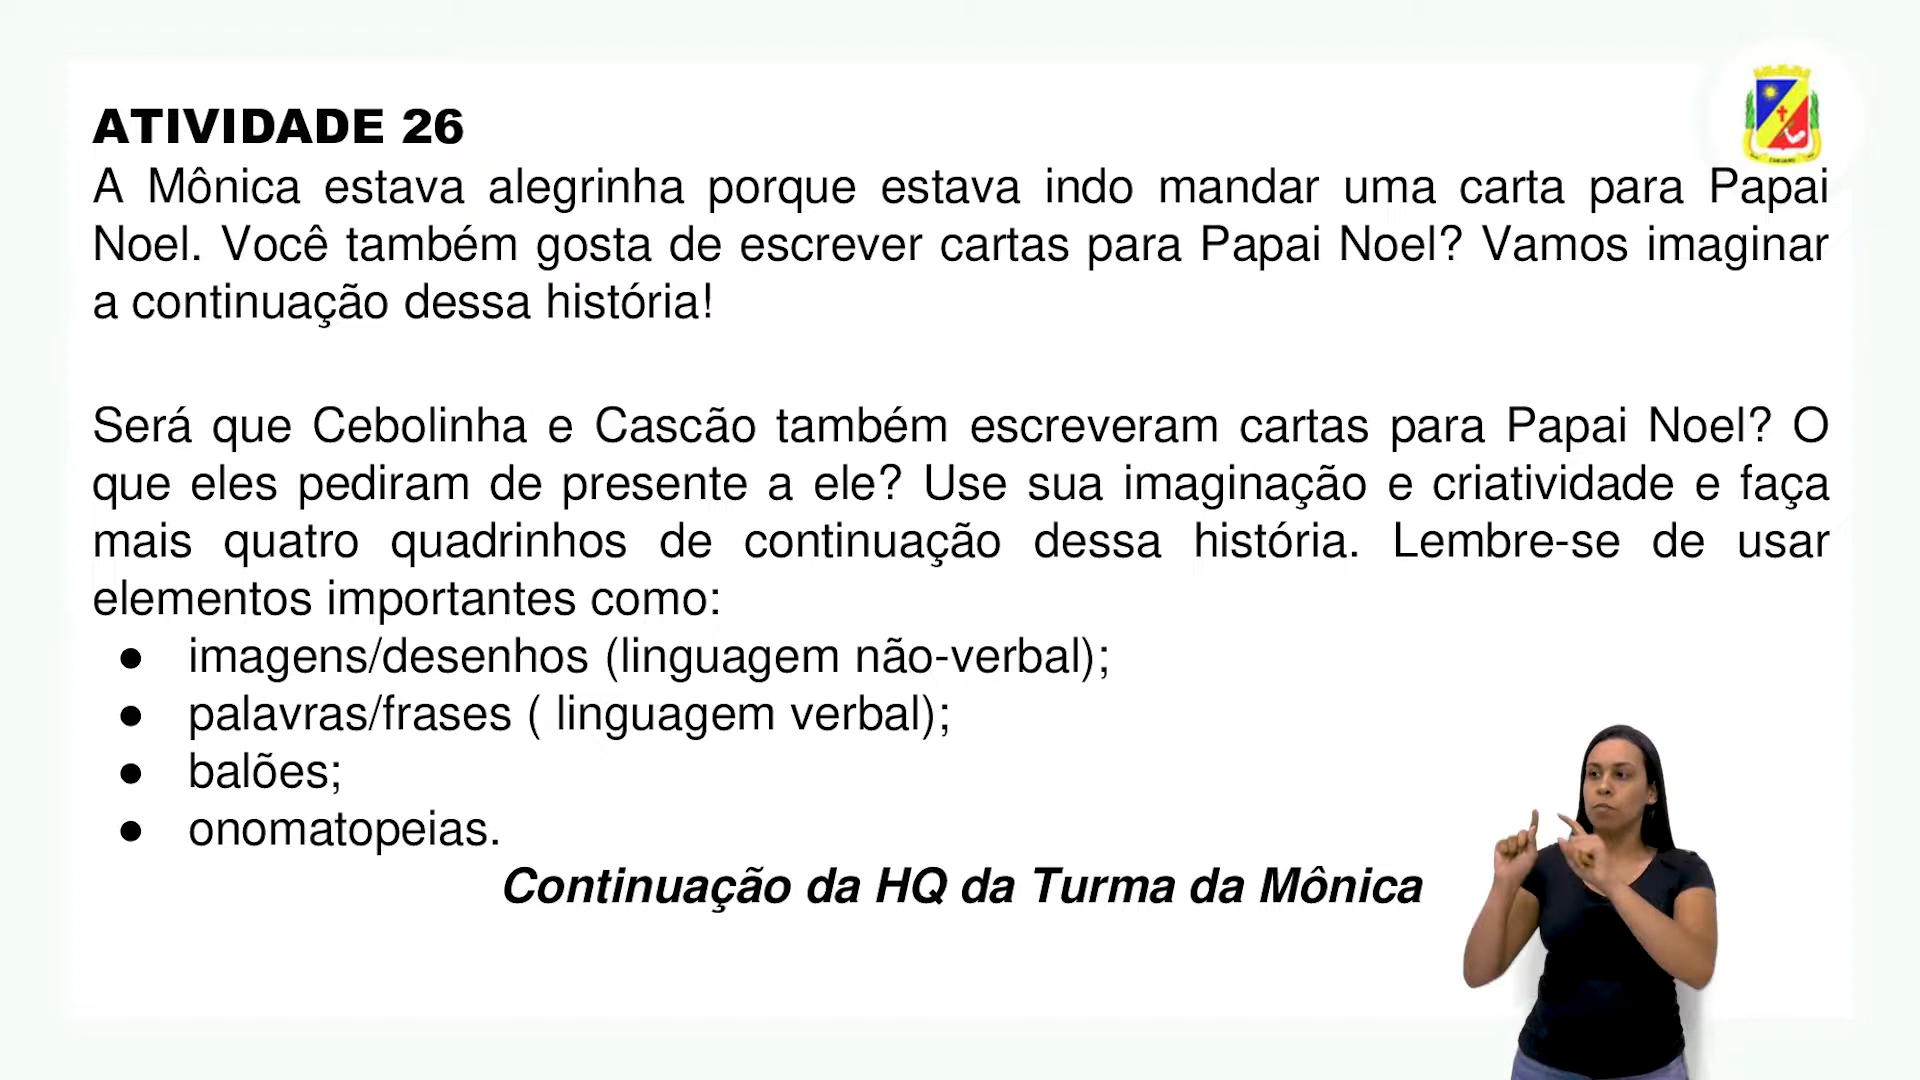 ATIVIDADE 26
A Mônica estava alegrinha porque estava indo mandar uma carta para Papai
Noel. Você também gosta de escrever cartas para Papai Noel? Vamos imaginar
a continuação dessa história!
Será que Cebolinha e Cascão também escreveram cartas para Papai Noel? O
que eles pediram de presente a ele? Use sua imaginação e criatividade e faça
mais quatro quadrinhos de continuação dessa história. Lembre-se de usar
elementos importantes como:
● imagens/desenhos (linguagem não-verbal);
● palavras/frases ( linguagem verbal);
● balões;
● onomatopeias.
Continuação da HQ da Turma da Mônica